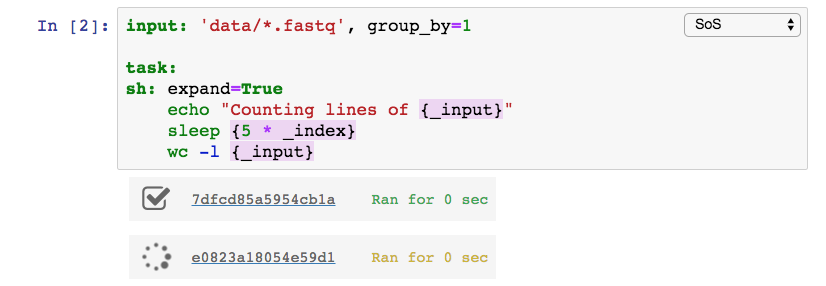 In [2]: input: 'data/*.fastq', group_by=1 SoS
task:
sh: expand=True
echo "Counting lines of {_input}"
sleep {5 * _index}
wc -l {_input}
7dfcd85a5954cb1a Ran for 0 sec
e0823a18054e59d1 Ran for 0 sec